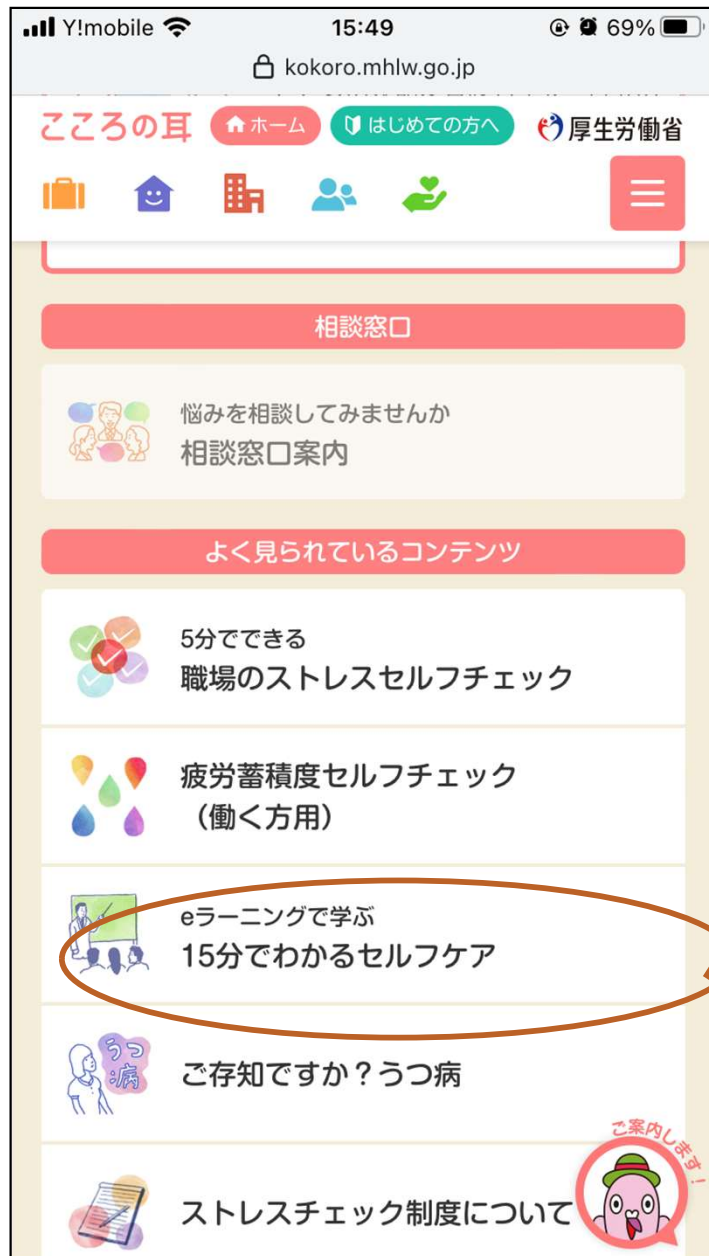 Y!mobile 15:49 69%
kokoro.mhlw.go.jp
こころの耳 ホーム はじめての方へ 厚生労働省
相談窓口
悩みを相談してみませんか
相談窓口案内
よく見られているコンテンツ
5分でできる
職場のストレスセルフチェック
疲労蓄積度セルフチェック
（働く方用）
eラーニングで学ぶ
15分でわかるセルフケア
うつ病
ご存知ですか？うつ病
ご案内します！
ストレスチェック制度について